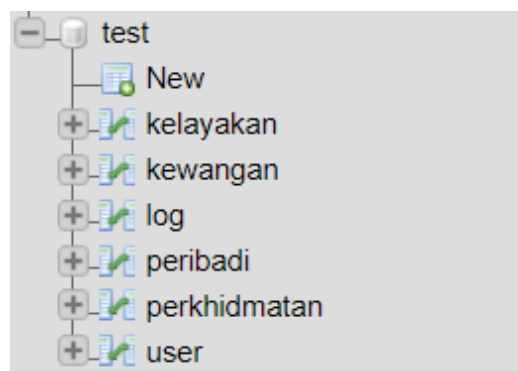 test
New
kelayakan
kewangan
log
peribadi
perkhidmatan
user